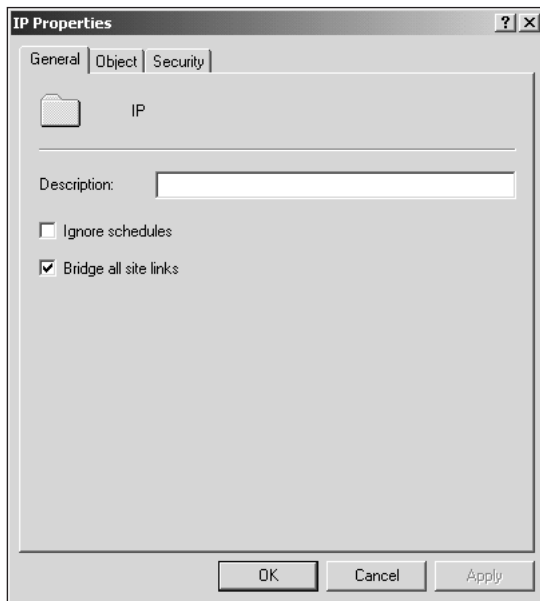 IP Properties
General Object Security
IP
Description:
Ignore schedules
Bridge all site links
OK Cancel Apply